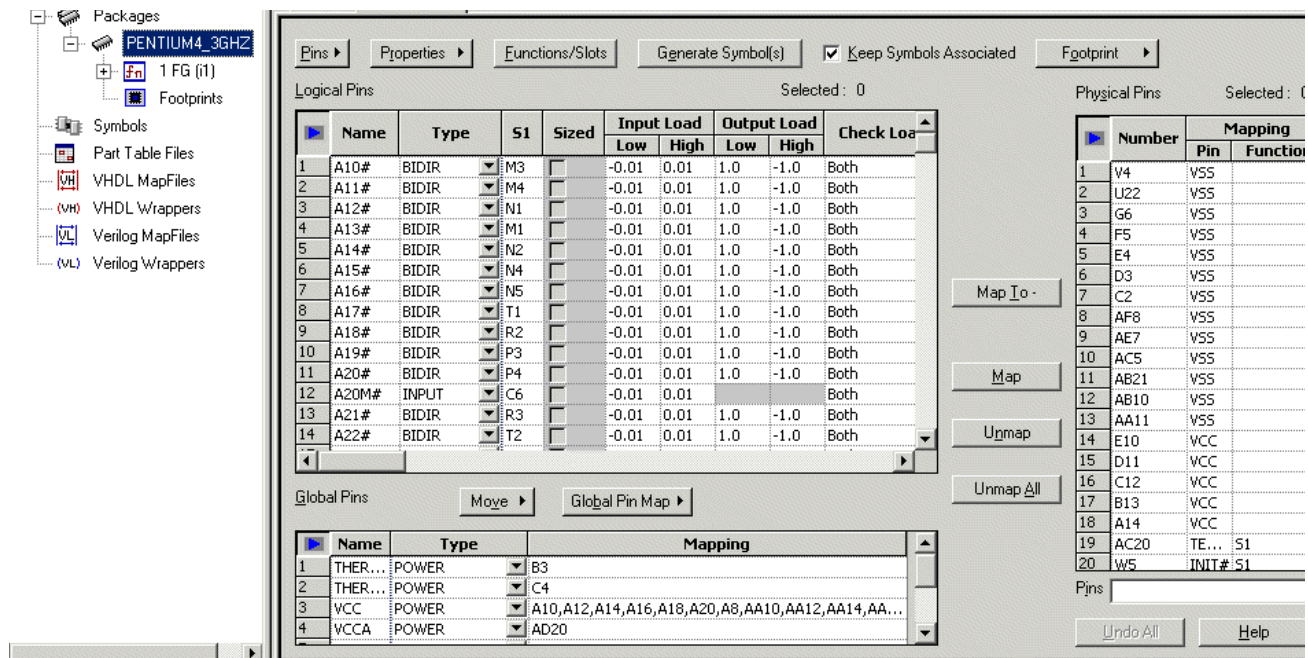 Packages
PENTIUM4_3GHZ
1 FG (i1)
Footprints
Symbols
Part Table Files
VHDL MapFiles
VHDL Wrappers
Verilog MapFiles
Verilog Wrappers
Pins Properties Functions/Slots Generate Symbol(s) Keep Symbols Associated Footprint
Logical Pins Selected : 0
Name Type S1 Sized Input Load Output Load Check Loa
Low High Low High
1 A10# BIDIR M3 -0.01 0.01 1.0 -1.0 Both
2 A11# BIDIR M4 -0.01 0.01 1.0 -1.0 Both
3 A12# BIDIR N1 -0.01 0.01 1.0 -1.0 Both
4 A13# BIDIR M1 -0.01 0.01 1.0 -1.0 Both
5 A14# BIDIR N2 -0.01 0.01 1.0 -1.0 Both
6 A15# BIDIR N4 -0.01 0.01 1.0 -1.0 Both
7 A16# BIDIR N5 -0.01 0.01 1.0 -1.0 Both
8 A17# BIDIR T1 -0.01 0.01 1.0 -1.0 Both
9 A18# BIDIR R2 -0.01 0.01 1.0 -1.0 Both
10 A19# BIDIR P3 -0.01 0.01 1.0 -1.0 Both
11 A20# BIDIR P4 -0.01 0.01 1.0 -1.0 Both
12 A20M# INPUT C6 -0.01 0.01 Both
13 A21# BIDIR R3 -0.01 0.01 1.0 -1.0 Both
14 A22# BIDIR T2 -0.01 0.01 1.0 -1.0 Both
Global Pins Move Global Pin Map
Name Type Mapping
1 THER... POWER B3
2 THER... POWER C4
3 VCC POWER A10,A12,A14,A16,A18,A20,A8,AA10,AA12,AA14,AA...
4 VCCA POWER AD20
Map To -
Map
Unmap
Unmap All
Physical Pins Selected : 0
Number Mapping
Pin Function
1 V4 VSS
2 U22 VSS
3 G6 VSS
4 F5 VSS
5 E4 VSS
6 D3 VSS
7 C2 VSS
8 AF8 VSS
9 AE7 VSS
10 AC5 VSS
11 AB21 VSS
12 AB10 VSS
13 AA11 VSS
14 E10 VCC
15 D11 VCC
16 C12 VCC
17 B13 VCC
18 A14 VCC
19 AC20 TE... S1
20 W5 INIT# S1
Pins
Undo All Help